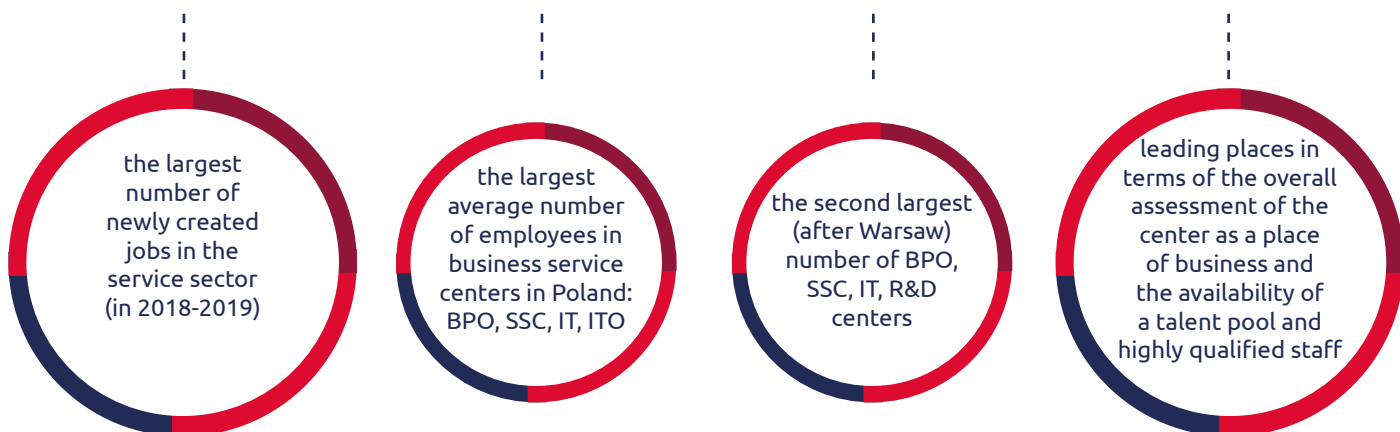 the largest
number of
newly created
jobs in the
service sector
(in 2018-2019)
the largest
average number
of employees in
business service
centers in Poland:
BPO, SSC, IT, ITO
the second largest
(after Warsaw)
number of BPO,
SSC, IT, R&D
centers
leading places in
terms of the overall
assessment of the
center as a place
of business and
the availability of
a talent pool and
highly qualified staff